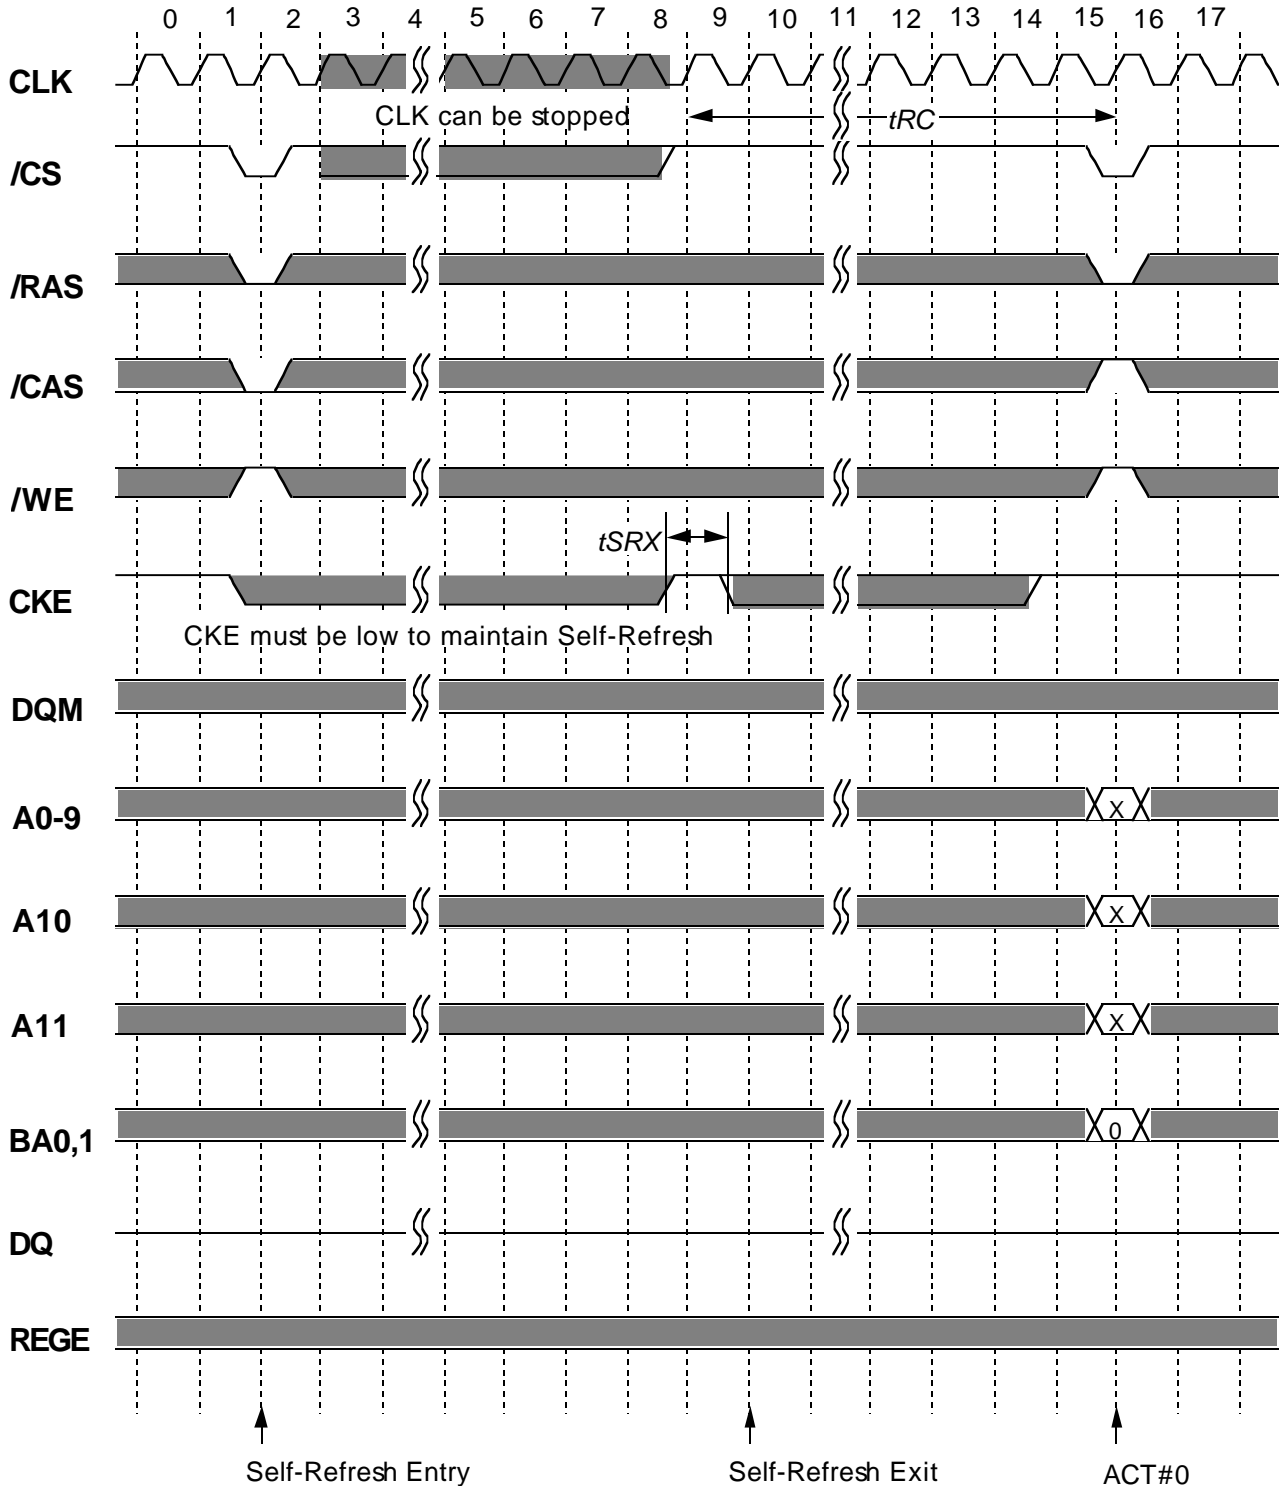 0 1 2 3 4 5 6 7 8 9 10 11 12 13 14 15 16 17
CLK
CLK can be stopped
tRC
/CS
/RAS
/CAS
/WE
tSRX
CKE
CKE must be low to maintain Self-Refresh
DQM
A0-9
X
A10
X
A11
X
BA0,1
0
DQ
REGE
Self-Refresh Entry Self-Refresh Exit ACT#0